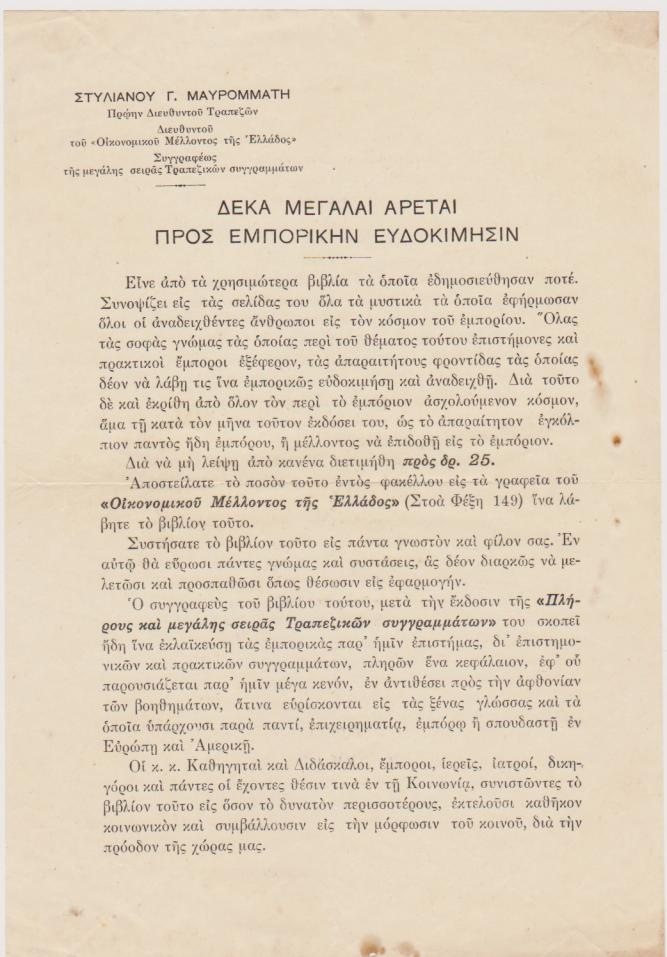 ΣΤΥΛΙΑΝΟΥ Γ. ΜΑΥΡΟΜΜΑΤΗ
Πρῴην Διευθυντοῦ Τραπεζῶν
Διευθυντοῦ
τοῦ «Οἰκονομικοῦ Μέλλοντος τῆς Ἑλλάδος»
Συγγραφέως
τῆς μεγάλης σειρᾶς Τραπεζικῶν συγγραμμάτων
ΔΕΚΑ ΜΕΓΑΛΑΙ ΑΡΕΤΑΙ
ΠΡΟΣ ΕΜΠΟΡΙΚΗΝ ΕΥΔΟΚΙΜΗΣΙΝ
Εἶνε ἀπὸ τὰ χρησιμώτερα βιβλία τὰ ὁποῖα ἐδημοσιεύθησαν ποτέ.
Συνοψίζει εἰς τὰς σελίδας του ὅλα τὰ μυστικὰ τὰ ὁποῖα ἐφήρμωσαν
ὅλοι οἱ ἀναδειχθέντες ἄνθρωποι εἰς τὸν κόσμον τοῦ ἐμπορίου. Ὅλας
τὰς σοφὰς γνώμας τὰς ὁποίας περὶ τοῦ θέματος τούτου ἐπιστήμονες καὶ
πρακτικοὶ ἔμποροι ἐξέφερον, τὰς ἀπαραιτήτους φροντίδας τὰς ὁποίας
δέον νὰ λάβῃ τις ἵνα ἐμπορικῶς εὐδοκιμήσῃ καὶ ἀναδειχθῇ. Διὰ τοῦτο
δὲ καὶ ἐκρίθη ἀπὸ ὅλον τὸν περὶ τὸ ἐμπόριον ἀσχολούμενον κόσμον,
ἅμα τῇ κατὰ τὸν μῆνα τοῦτον ἐκδόσει του, ὡς τὸ ἀπαραίτητον ἐγκόλ-
πιον παντὸς ἤδη ἐμπόρου, ἢ μέλλοντος νὰ ἐπιδοθῇ εἰς τὸ ἐμπόριον.
Διὰ νὰ μὴ λείψῃ ἀπὸ κανένα διετιμήθη πρὸς δρ. 25.
Ἀποστείλατε τὸ ποσὸν τοῦτο ἐντὸς φακέλλου εἰς τὰ γραφεῖα τοῦ
«Οἰκονομικοῦ Μέλλοντος τῆς Ἑλλάδος» (Στοὰ Φέξη 149) ἵνα λά-
βητε τὸ βιβλίον τοῦτο.
Συστήσατε τὸ βιβλίον τοῦτο εἰς πάντα γνωστὸν καὶ φίλον σας. Ἐν
αὐτῷ θὰ εὕρωσι πάντες γνώμας καὶ συστάσεις, ἃς δέον διαρκῶς νὰ με-
λετῶσι καὶ προσπαθῶσι ὅπως θέσωσιν εἰς ἐφαρμογήν.
Ὁ συγγραφεὺς τοῦ βιβλίου τούτου, μετὰ τὴν ἔκδοσιν τῆς «Πλή-
ρους καὶ μεγάλης σειρᾶς Τραπεζικῶν συγγραμμάτων» του σκοπεῖ
ἤδη ἵνα ἐκλαϊκεύσῃ τὰς ἐμπορικὰς παρ' ἡμῖν ἐπιστήμας, δι' ἐπιστημο-
νικῶν καὶ πρακτικῶν συγγραμμάτων, πληρῶν ἕνα κεφάλαιον, ἐφ' οὗ
παρουσιάζεται παρ' ἡμῖν μέγα κενόν, ἐν ἀντιθέσει πρὸς τὴν ἀφθονίαν
τῶν βοηθημάτων, ἅτινα εὑρίσκονται εἰς τὰς ξένας γλώσσας καὶ τὰ
ὁποῖα ὑπάρχουσι παρὰ παντί, ἐπιχειρηματίᾳ, ἐμπόρῳ ἢ σπουδαστῇ ἐν
Εὐρώπῃ καὶ Ἀμερικῇ.
Οἱ κ. κ. Καθηγηταὶ καὶ Διδάσκαλοι, ἔμποροι, ἱερεῖς, ἰατροί, δικη-
γόροι καὶ πάντες οἱ ἔχοντες θέσιν τινὰ ἐν τῇ Κοινωνίᾳ, συνιστῶντες τὸ
βιβλίον τοῦτο εἰς ὅσον τὸ δυνατὸν περισσοτέρους, ἐκτελοῦσι καθῆκον
κοινωνικὸν καὶ συμβάλλουσιν εἰς τὴν μόρφωσιν τοῦ κοινοῦ, διὰ τὴν
πρόοδον τῆς χώρας μας.